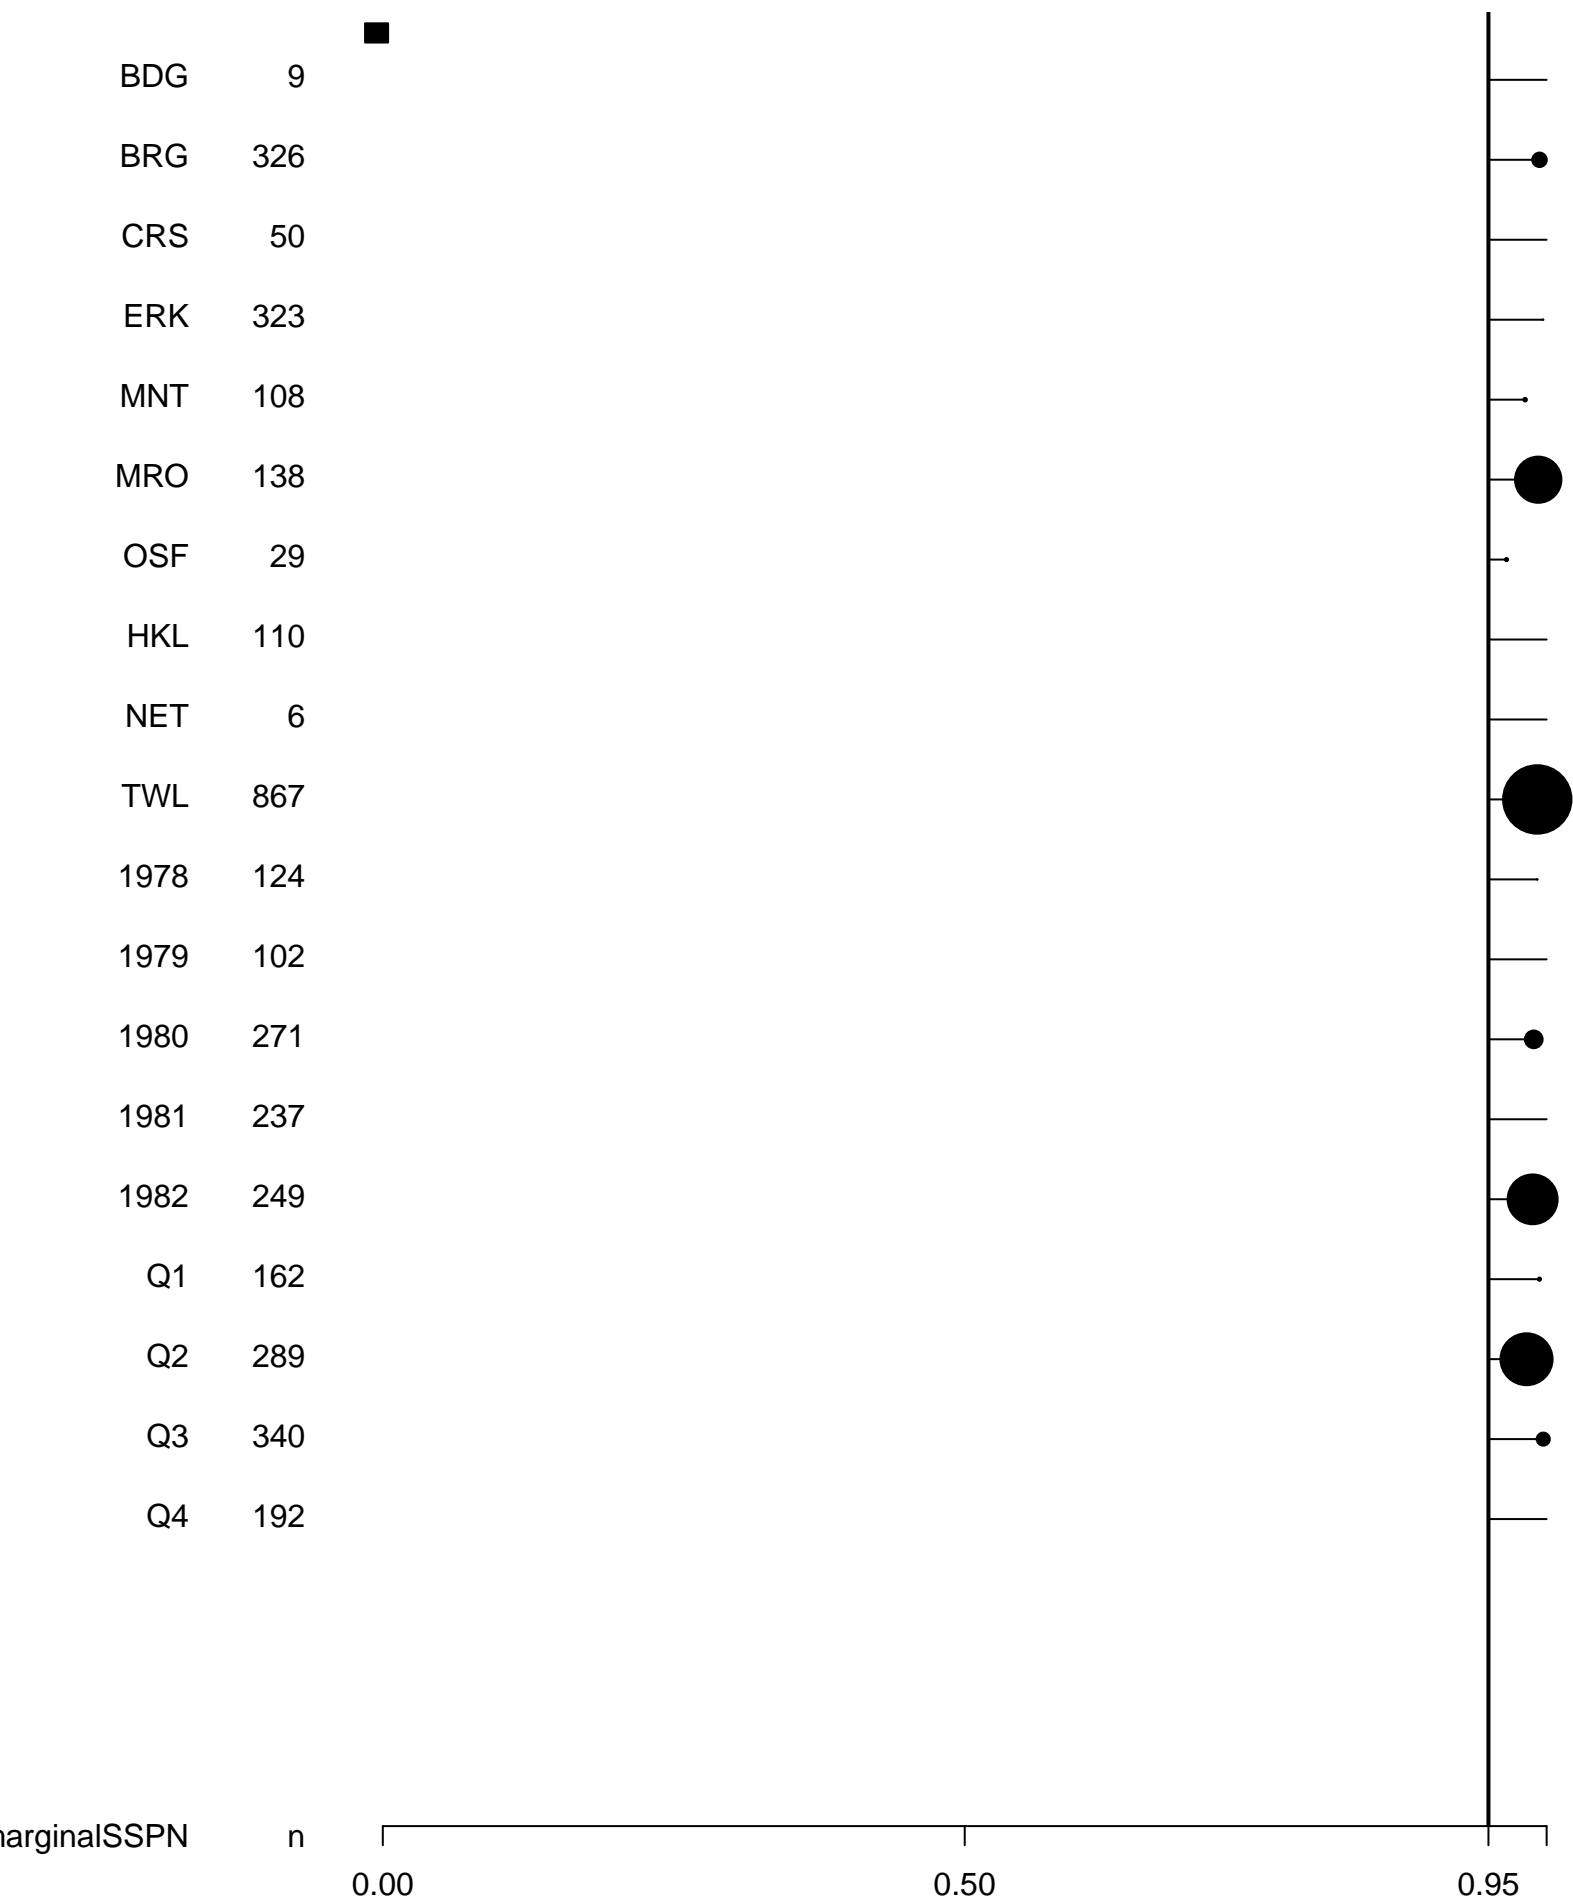 BDG 9
BRG 326
CRS 50
ERK 323
MNT 108
MRO 138
OSF 29
HKL 110
NET 6
TWL 867
1978 124
1979 102
1980 271
1981 237
1982 249
Q1 162
Q2 289
Q3 340
Q4 192
arginalSSPN n
0.00 0.50 0.95